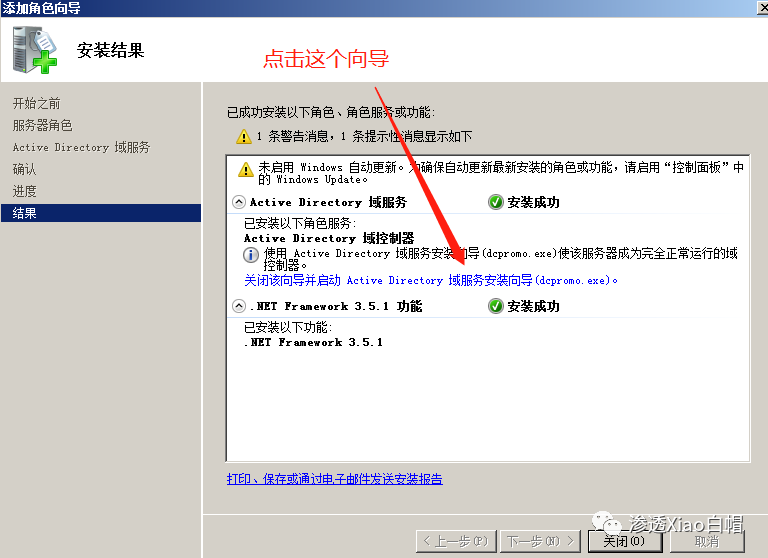 添加角色向导
安装结果
点击这个向导
开始之前
服务器角色
Active Directory 域服务
确认
进度
结果
已成功安装以下角色、角色服务或功能:
1 条警告消息，1 条提示性消息显示如下
未启用 Windows 自动更新。为确保自动更新最新安装的角色或功能，请启用“控制面板”中
的 Windows Update。
Active Directory 域服务 安装成功
已安装以下角色服务:
Active Directory 域控制器
使用 Active Directory 域服务安装向导(dcpromo.exe)使该服务器成为完全正常运行的域
控制器。
关闭该向导并启动 Active Directory 域服务安装向导(dcpromo.exe)。
.NET Framework 3.5.1 功能 安装成功
已安装以下功能:
.NET Framework 3.5.1
打印、保存或通过电子邮件发送安装报告
渗透Xiao白帽
< 上一步(P) 下一步(N) > 关闭(O) 取消